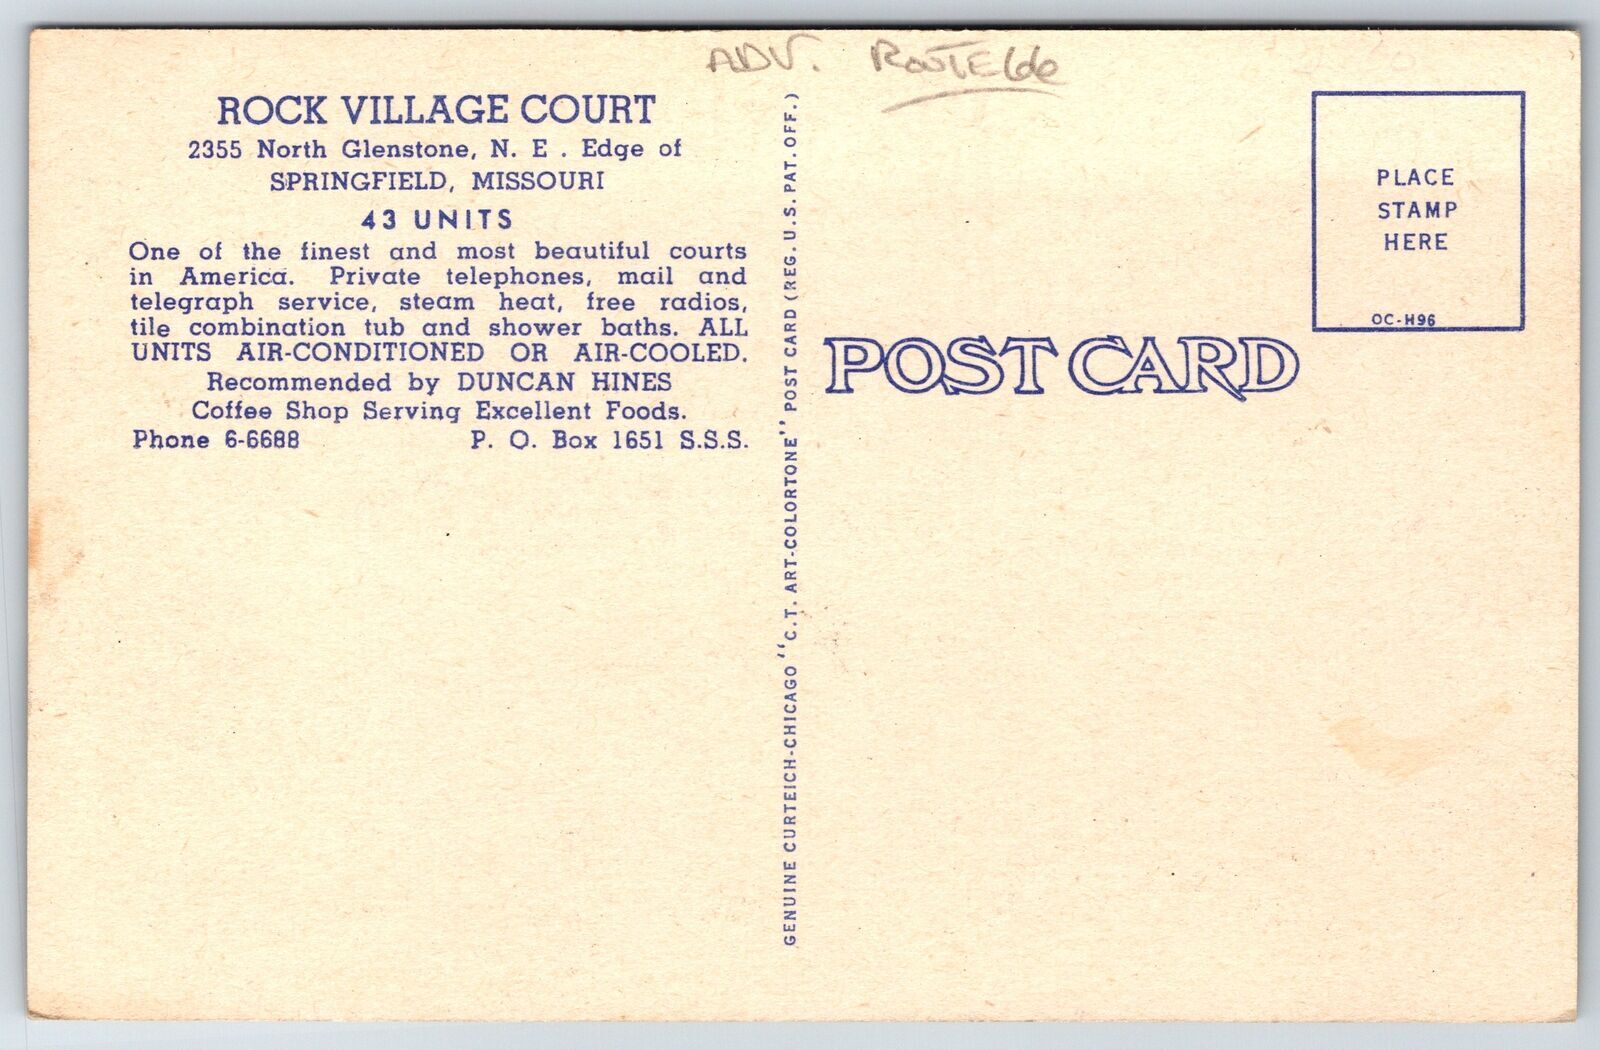 ADV. ROUTE 66
ROCK VILLAGE COURT
2355 North Glenstone, N. E . Edge of
SPRINGFIELD, MISSOURI
43 UNITS
One of the finest and most beautiful courts
in America. Private telephones, mail and
telegraph service, steam heat, free radios,
tile combination tub and shower baths. ALL
UNITS AIR-CONDITIONED OR AIR-COOLED.
Recommended by DUNCAN HINES
Coffee Shop Serving Excellent Foods.
Phone 6-6688 P. O. Box 1651 S.S.S.
GENUINE CURTEICH-CHICAGO "C.T. ART-COLORTONE" POST CARD (REG. U.S. PAT. OFF.)
POST CARD
PLACE
STAMP
HERE
OC-H96